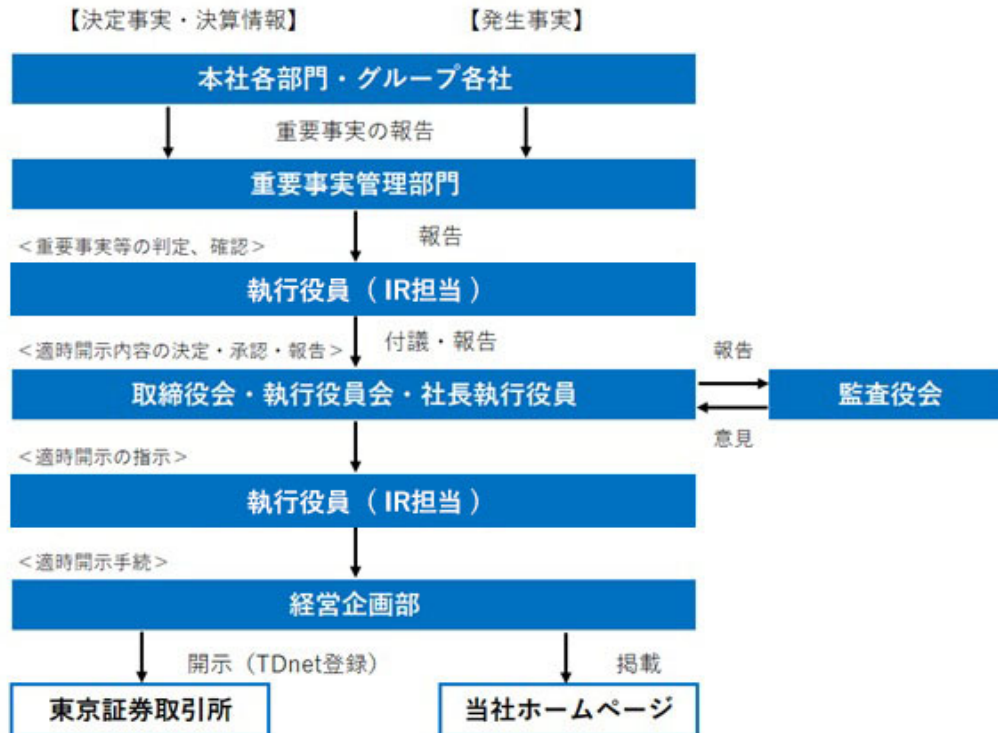 【決定事実・決算情報】
【発生事実】
本社各部門・グループ各社
重要事実の報告
重要事実管理部門
報告
＜重要事実等の判定、確認＞
執行役員（IR担当）
付議・報告
＜適時開示内容の決定・承認・報告＞
報告
取締役会・執行役員会・社長執行役員
監査役会
意見
＜適時開示の指示＞
執行役員（IR担当）
＜適時開示手続＞
経営企画部
開示（TDnet登録）
掲載
東京証券取引所
当社ホームページ